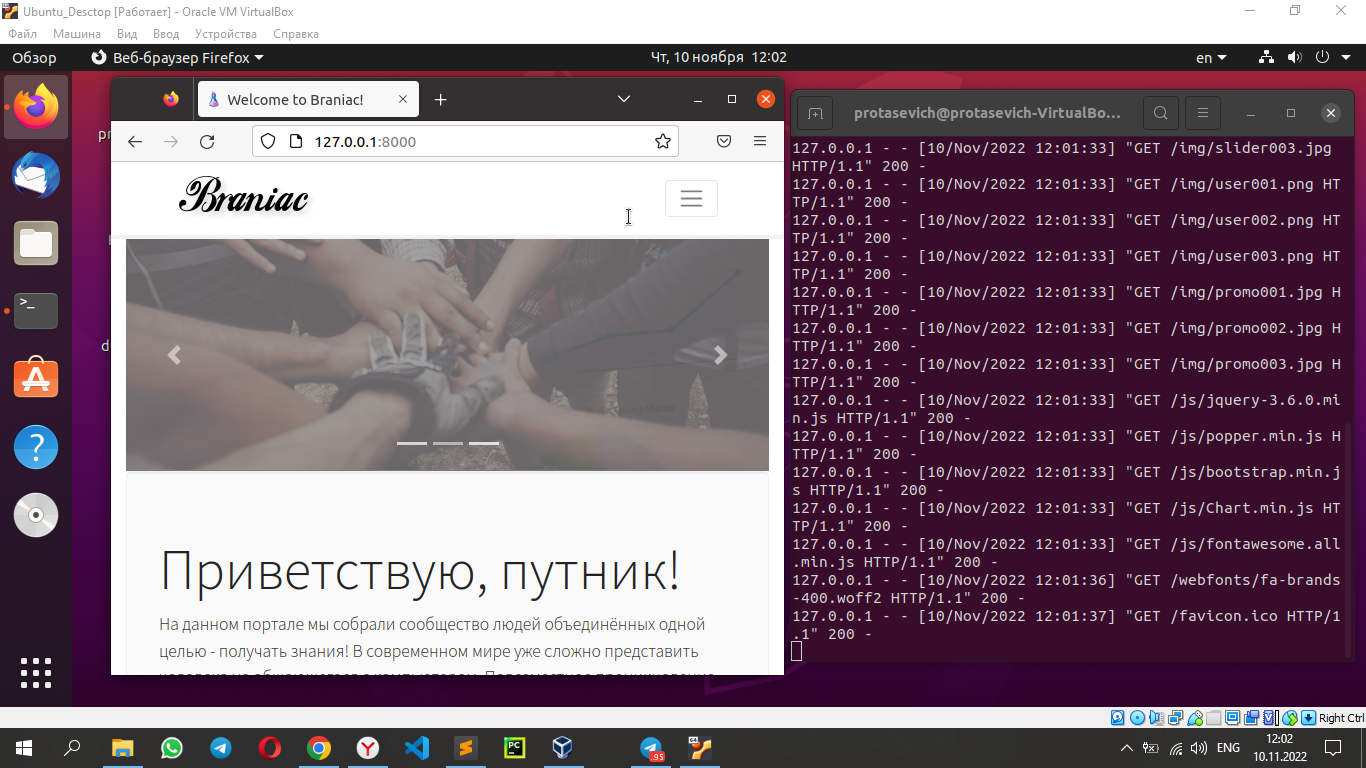 Ubuntu_Desctop [Работает] - Oracle VM VirtualBox
Файл Машина Вид Ввод Устройства Справка
Обзор Веб-браузер Firefox Чт, 10 ноября 12:02 en
Welcome to Braniac!
127.0.0.1:8000
Braniac
Приветствую, путник!
На данном портале мы собрали сообщество людей объединённых одной
целью - получать знания! В современном мире уже сложно представить
protasevich@protasevich-VirtualBo...
127.0.0.1 - - [10/Nov/2022 12:01:33] "GET /img/slider003.jpg
HTTP/1.1" 200 -
127.0.0.1 - - [10/Nov/2022 12:01:33] "GET /img/user001.png HT
TP/1.1" 200 -
127.0.0.1 - - [10/Nov/2022 12:01:33] "GET /img/user002.png HT
TP/1.1" 200 -
127.0.0.1 - - [10/Nov/2022 12:01:33] "GET /img/user003.png HT
TP/1.1" 200 -
127.0.0.1 - - [10/Nov/2022 12:01:33] "GET /img/promo001.jpg H
TTP/1.1" 200 -
127.0.0.1 - - [10/Nov/2022 12:01:33] "GET /img/promo002.jpg H
TTP/1.1" 200 -
127.0.0.1 - - [10/Nov/2022 12:01:33] "GET /img/promo003.jpg H
TTP/1.1" 200 -
127.0.0.1 - - [10/Nov/2022 12:01:33] "GET /js/jquery-3.6.0.mi
n.js HTTP/1.1" 200 -
127.0.0.1 - - [10/Nov/2022 12:01:33] "GET /js/popper.min.js H
TTP/1.1" 200 -
127.0.0.1 - - [10/Nov/2022 12:01:33] "GET /js/bootstrap.min.j
s HTTP/1.1" 200 -
127.0.0.1 - - [10/Nov/2022 12:01:33] "GET /js/Chart.min.js HT
TP/1.1" 200 -
127.0.0.1 - - [10/Nov/2022 12:01:33] "GET /js/fontawesome.all
.min.js HTTP/1.1" 200 -
127.0.0.1 - - [10/Nov/2022 12:01:36] "GET /webfonts/fa-brands
-400.woff2 HTTP/1.1" 200 -
127.0.0.1 - - [10/Nov/2022 12:01:37] "GET /favicon.ico HTTP/1
.1" 200 -
Right Ctrl
95
64
PC
ENG
12:02
10.11.2022